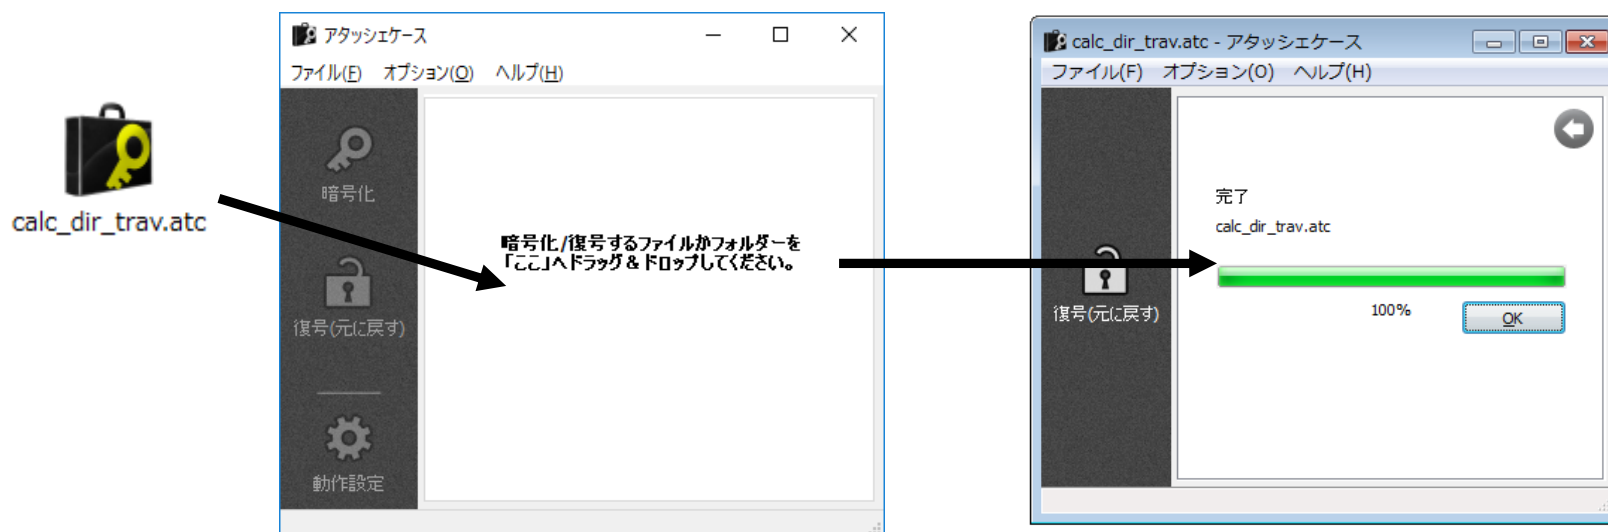 calc_dir_trav.atc
アタッシェケース
ファイル(F) オプション(O) ヘルプ(H)
暗号化
復号(元に戻す)
動作設定
暗号化/復号するファイルかフォルダーを
「ここ」へドラッグ&ドロップしてください。
calc_dir_trav.atc - アタッシェケース
ファイル(F) オプション(O) ヘルプ(H)
復号(元に戻す)
完了
calc_dir_trav.atc
100%
OK